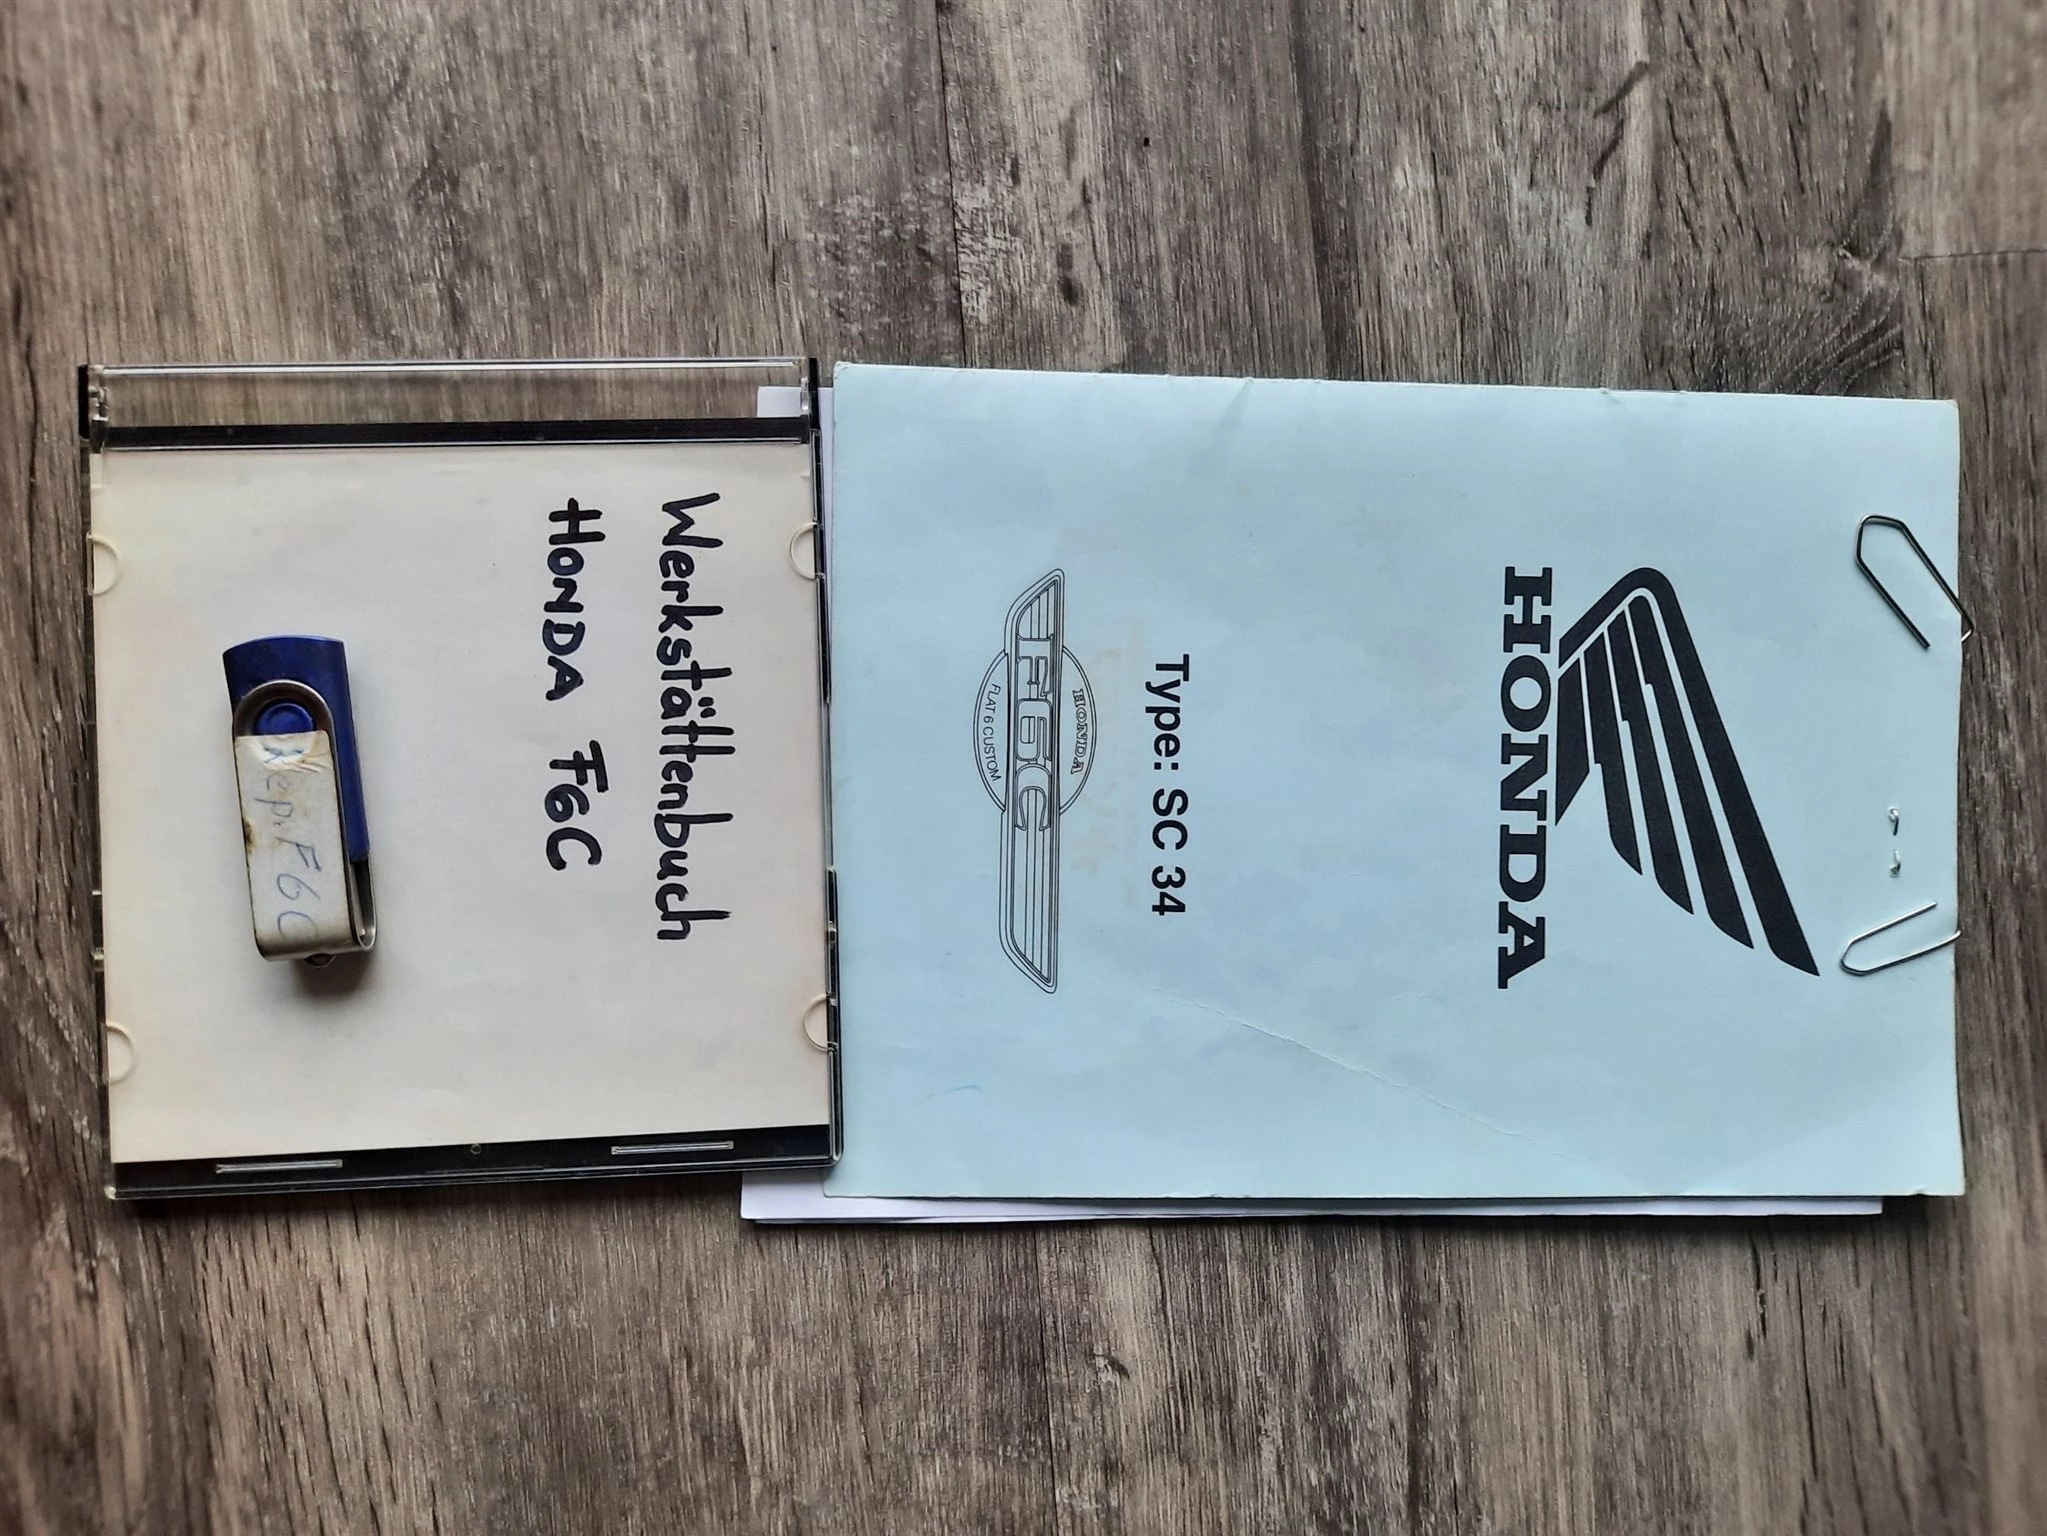 HONDA
Type: SC 34
HONDA
F6C
FLAT 6 CUSTOM
Werkstättenbuch
HONDA F6C
Rep. F6C